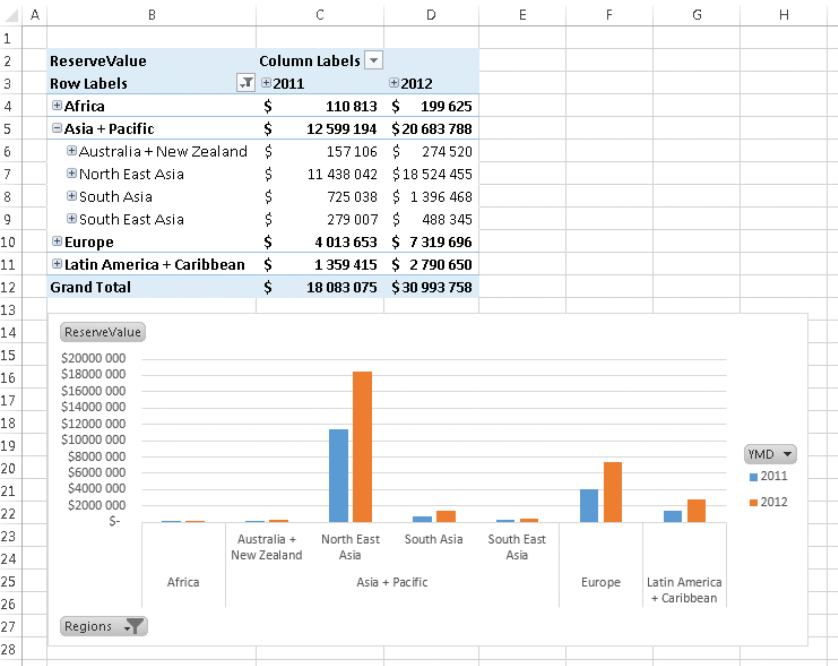 A B C D E F G H
1
2 ReserveValue Column Labels
3 Row Labels 2011 2012
4 Africa $ 110 813 $ 199 625
5 Asia + Pacific $ 12 599 194 $20 683 788
6 Australia + New Zealand $ 157 106 $ 274 520
7 North East Asia $ 11 438 042 $18 524 455
8 South Asia $ 725 038 $ 1 396 468
9 South East Asia $ 279 007 $ 488 345
10 Europe $ 4 013 653 $ 7 319 696
11 Latin America + Caribbean $ 1 359 415 $ 2 790 650
12 Grand Total $ 18 083 075 $30 993 758
13
14 ReserveValue
15 $20000 000
16 $18000 000
$16000 000
17 $14000 000
18 $12000 000
19 $10000 000
20 $8000 000 YMD
$6000 000 2011
21 $4000 000
22 $2000 000 2012
23 $-
24 Australia + New Zealand North East Asia South Asia South East Asia
25 Africa Asia + Pacific Europe Latin America
26 + Caribbean
27 Regions
28